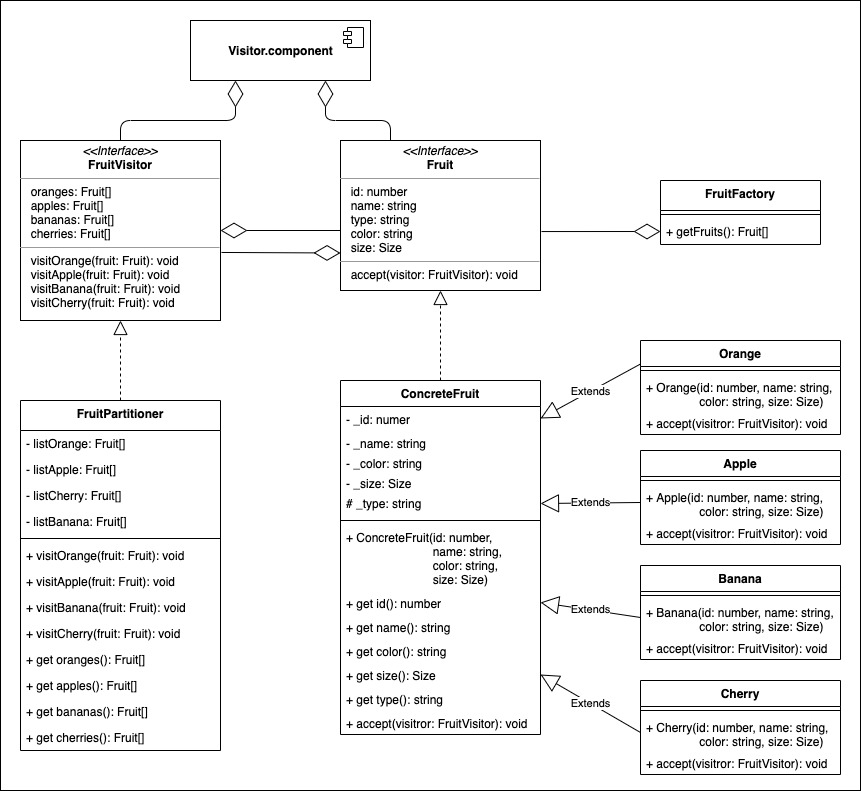 Visitor.component
<<Interface>>
FruitVisitor
oranges: Fruit[]
apples: Fruit[]
bananas: Fruit[]
cherries: Fruit[]
visitOrange(fruit: Fruit): void
visitApple(fruit: Fruit): void
visitBanana(fruit: Fruit): void
visitCherry(fruit: Fruit): void
<<Interface>>
Fruit
id: number
name: string
type: string
color: string
size: Size
accept(visitor: FruitVisitor): void
FruitFactory
+ getFruits(): Fruit[]
FruitPartitioner
- listOrange: Fruit[]
- listApple: Fruit[]
- listCherry: Fruit[]
- listBanana: Fruit[]
+ visitOrange(fruit: Fruit): void
+ visitApple(fruit: Fruit): void
+ visitBanana(fruit: Fruit): void
+ visitCherry(fruit: Fruit): void
+ get oranges(): Fruit[]
+ get apples(): Fruit[]
+ get bananas(): Fruit[]
+ get cherries(): Fruit[]
ConcreteFruit
- _id: numer
- _name: string
- _color: string
- _size: Size
# _type: string
+ ConcreteFruit(id: number,
name: string,
color: string,
size: Size)
+ get id(): number
+ get name(): string
+ get color(): string
+ get size(): Size
+ get type(): string
+ accept(visitror: FruitVisitor): void
Extends
Orange
+ Orange(id: number, name: string,
color: string, size: Size)
+ accept(visitror: FruitVisitor): void
Extends
Apple
+ Apple(id: number, name: string,
color: string, size: Size)
+ accept(visitror: FruitVisitor): void
Extends
Banana
+ Banana(id: number, name: string,
color: string, size: Size)
+ accept(visitror: FruitVisitor): void
Extends
Cherry
+ Cherry(id: number, name: string,
color: string, size: Size)
+ accept(visitror: FruitVisitor): void